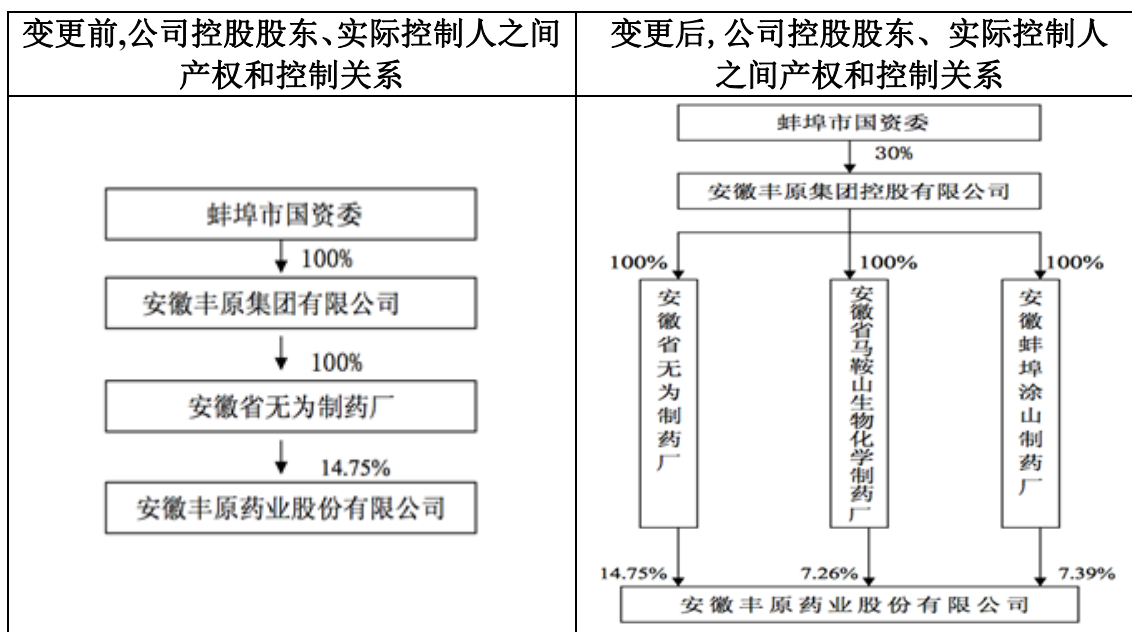 变更前,公司控股股东、实际控制人之间
产权和控制关系
变更后, 公司控股股东、实际控制人
之间产权和控制关系
蚌埠市国资委
100%
安徽丰原集团有限公司
100%
安徽省无为制药厂
14.75%
安徽丰原药业股份有限公司
蚌埠市国资委
30%
安徽丰原集团控股有限公司
100%
100%
100%
安徽省无为制药厂
安徽省马鞍山生物化学制药厂
安徽蚌埠涂山制药厂
14.75%
7.26%
7.39%
安徽丰原药业股份有限公司